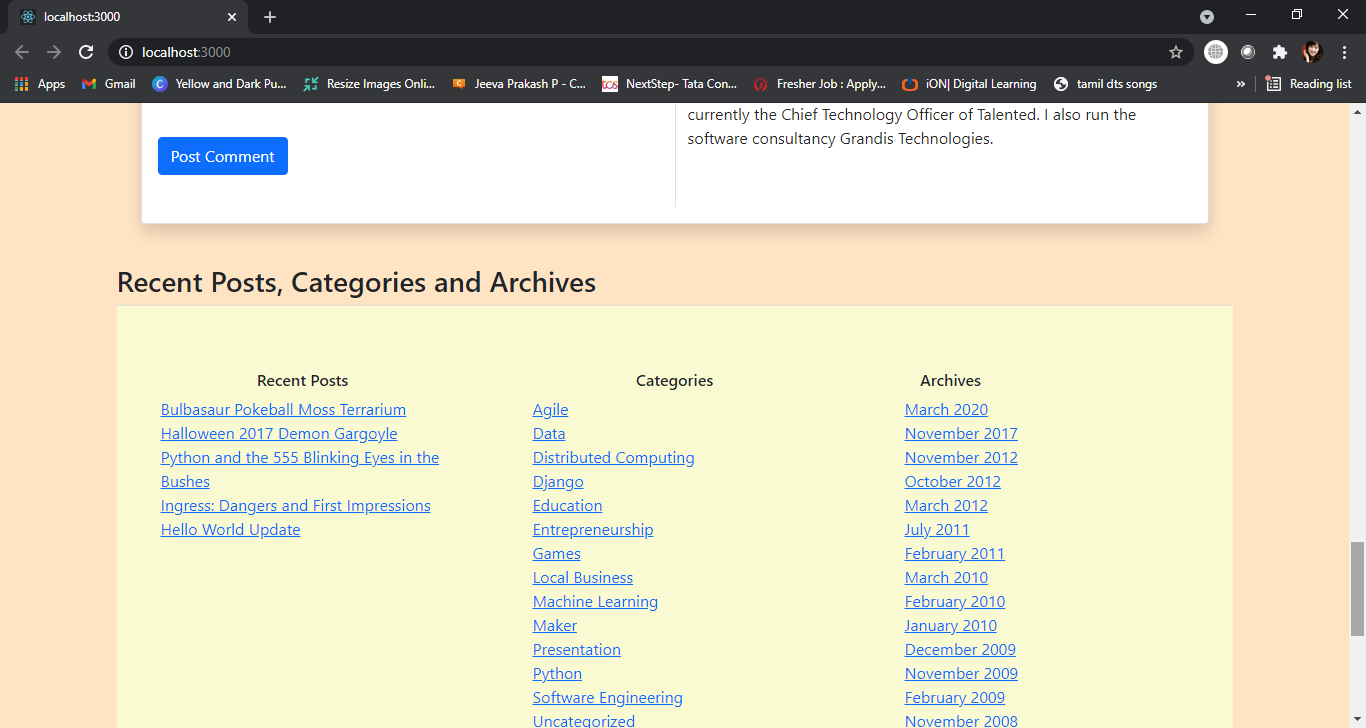 localhost:3000
localhost:3000
Apps
Gmail
Yellow and Dark Pu...
Resize Images Onli...
Jeeva Prakash P - C...
NextStep- Tata Con...
Fresher Job : Apply...
iON| Digital Learning
tamil dts songs
»
Reading list
currently the Chief Technology Officer of Talented. I also run the
software consultancy Grandis Technologies.
Post Comment
Recent Posts, Categories and Archives
Recent Posts
Bulbasaur Pokeball Moss Terrarium
Halloween 2017 Demon Gargoyle
Python and the 555 Blinking Eyes in the
Bushes
Ingress: Dangers and First Impressions
Hello World Update
Categories
Agile
Data
Distributed Computing
Django
Education
Entrepreneurship
Games
Local Business
Machine Learning
Maker
Presentation
Python
Software Engineering
Uncategorized
Archives
March 2020
November 2017
November 2012
October 2012
March 2012
July 2011
February 2011
March 2010
February 2010
January 2010
December 2009
November 2009
February 2009
November 2008